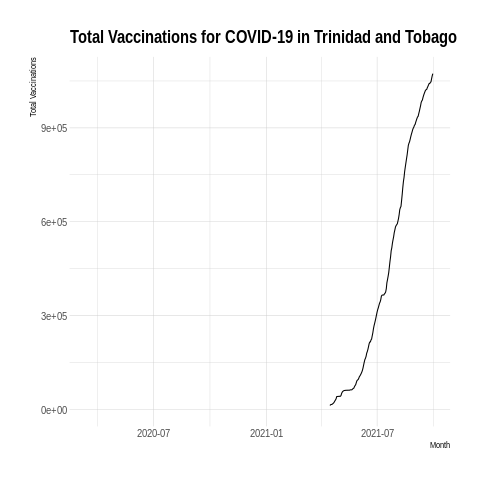 Total Vaccinations for COVID-19 in Trinidad and Tobago
Total Vaccinations
9e+05
6e+05
3e+05
0e+00
2020-07
2021-01
2021-07
Month